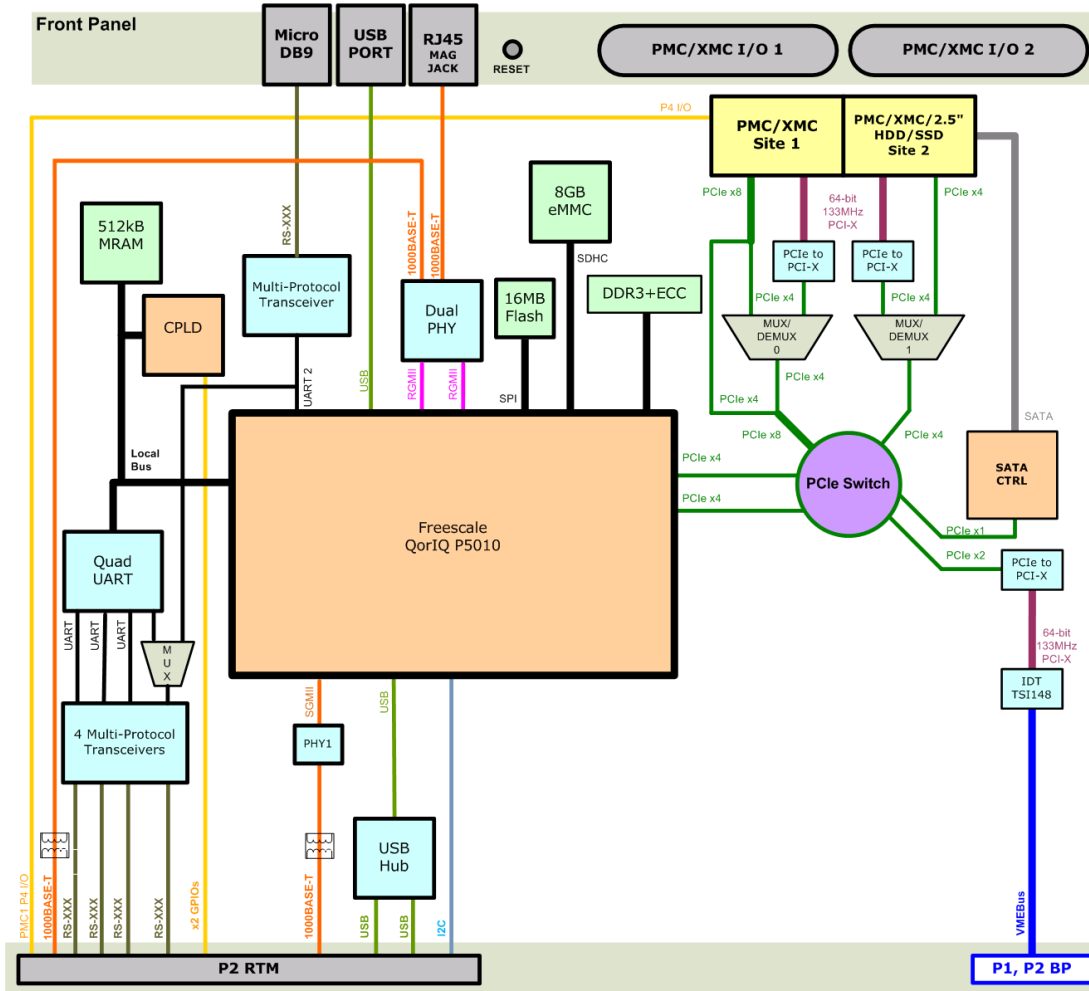 Front Panel
Micro
DB9
USB
PORT
RJ45
MAG
JACK
RESET
PMC/XMC I/O 1
PMC/XMC I/O 2
P4 I/O
PMC/XMC
Site 1
PMC/XMC/2.5"
HDD/SSD
Site 2
512kB
MRAM
RS-XXX
1000BASE-T
1000BASE-T
8GB
eMMC
SDHC
PCIe x8
64-bit
133MHz
PCI-X
PCIe x4
PCIe to
PCI-X
PCIe to
PCI-X
Multi-Protocol
Transceiver
Dual
PHY
16MB
Flash
DDR3+ECC
PCIe x4
PCIe x4
PCIe x4
PCIe x4
CPLD
MUX/
DEMUX
0
MUX/
DEMUX
1
UART 2
USB
RGMII
RGMII
SPI
PCIe x4
PCIe x4
SATA
PCIe x8
PCIe x4
Local
Bus
PCIe x4
PCIe x4
PCIe Switch
SATA
CTRL
Freescale
QorIQ P5010
PCIe x1
PCIe x2
PCIe to
PCI-X
Quad
UART
UART
UART
UART
M
U
X
64-bit
133MHz
PCI-X
IDT
TSI148
SGMII
USB
4 Multi-Protocol
Transceivers
PHY1
USB
Hub
PMC1 P4 I/O
1000BASE-T
RS-XXX
RS-XXX
RS-XXX
RS-XXX
x2 GPIOs
1000BASE-T
USB
USB
I2C
VMEBus
P2 RTM
P1, P2 BP